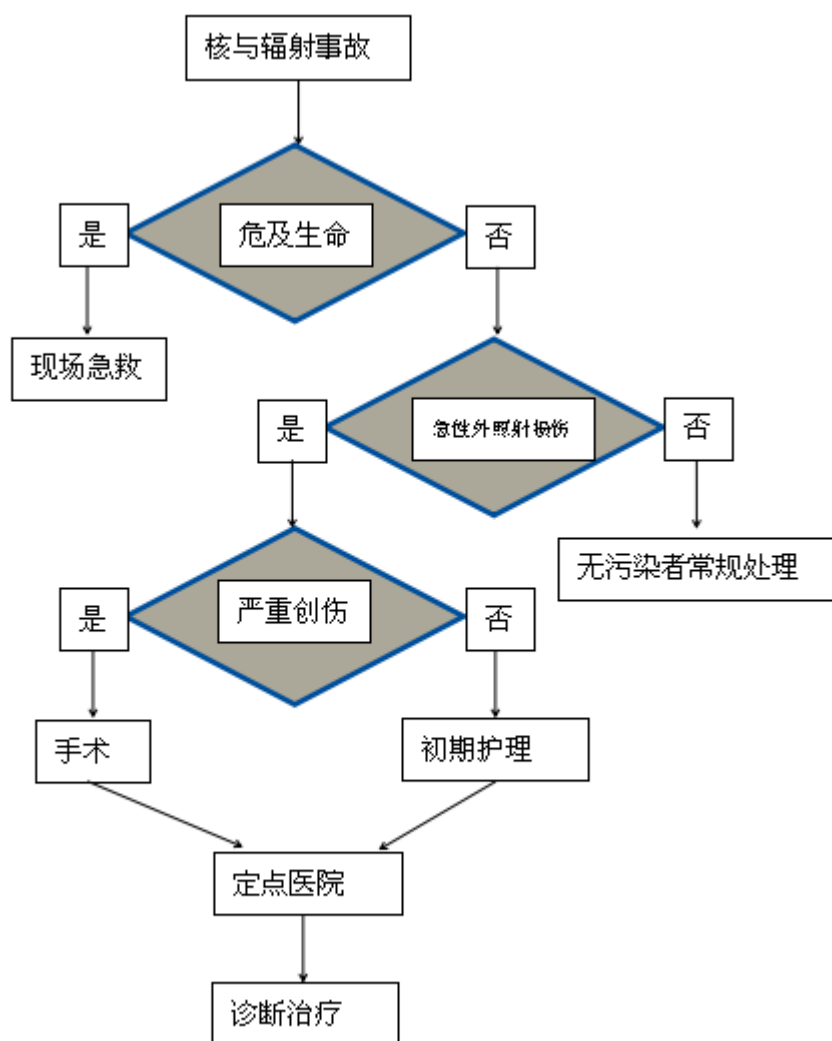 核与辐射事故
是
危及生命
否
现场急救
是
急性外照射损伤
否
无污染者常规处理
是
严重创伤
否
手术
初期护理
定点医院
诊断治疗